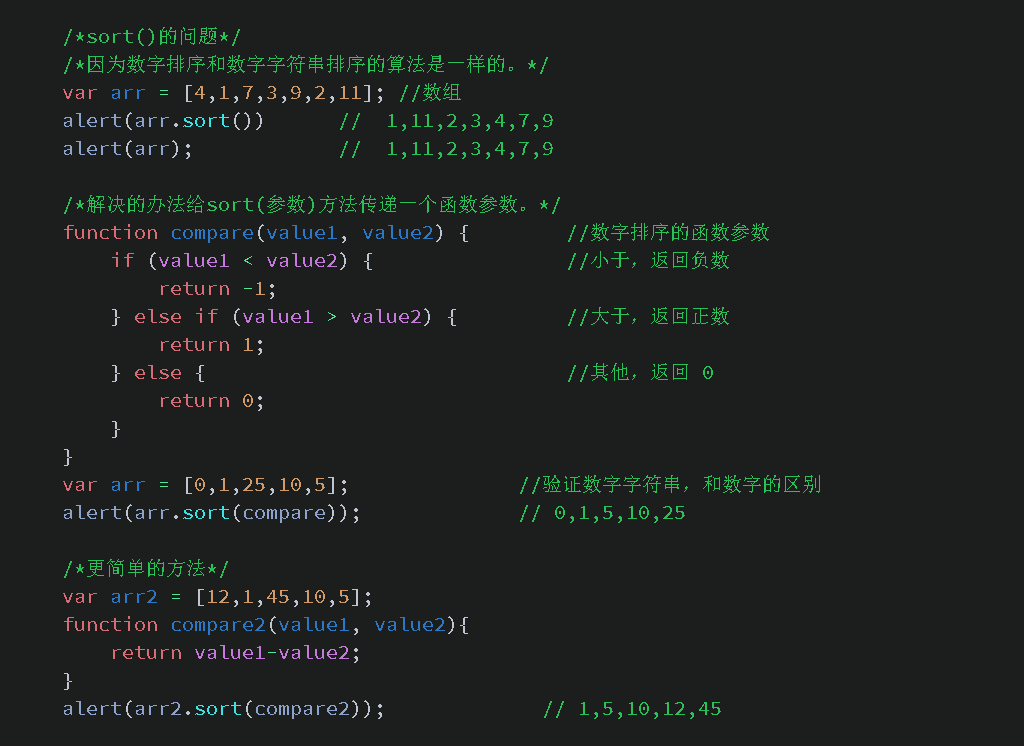 /*sort()的问题*/
/*因为数字排序和数字字符串排序的算法是一样的。*/
var arr = [4,1,7,3,9,2,11]; //数组
alert(arr.sort())      //  1,11,2,3,4,7,9
alert(arr);            //  1,11,2,3,4,7,9
/*解决的办法给sort(参数)方法传递一个函数参数。*/
function compare(value1, value2) {        //数字排序的函数参数
    if (value1 < value2) {                //小于，返回负数
        return -1;
    } else if (value1 > value2) {         //大于，返回正数
        return 1;
    } else {                              //其他，返回 0
        return 0;
    }
}
var arr = [0,1,25,10,5];              //验证数字字符串，和数字的区别
alert(arr.sort(compare));             // 0,1,5,10,25
/*更简单的方法*/
var arr2 = [12,1,45,10,5];
function compare2(value1, value2){
    return value1-value2;
}
alert(arr2.sort(compare2));             // 1,5,10,12,45